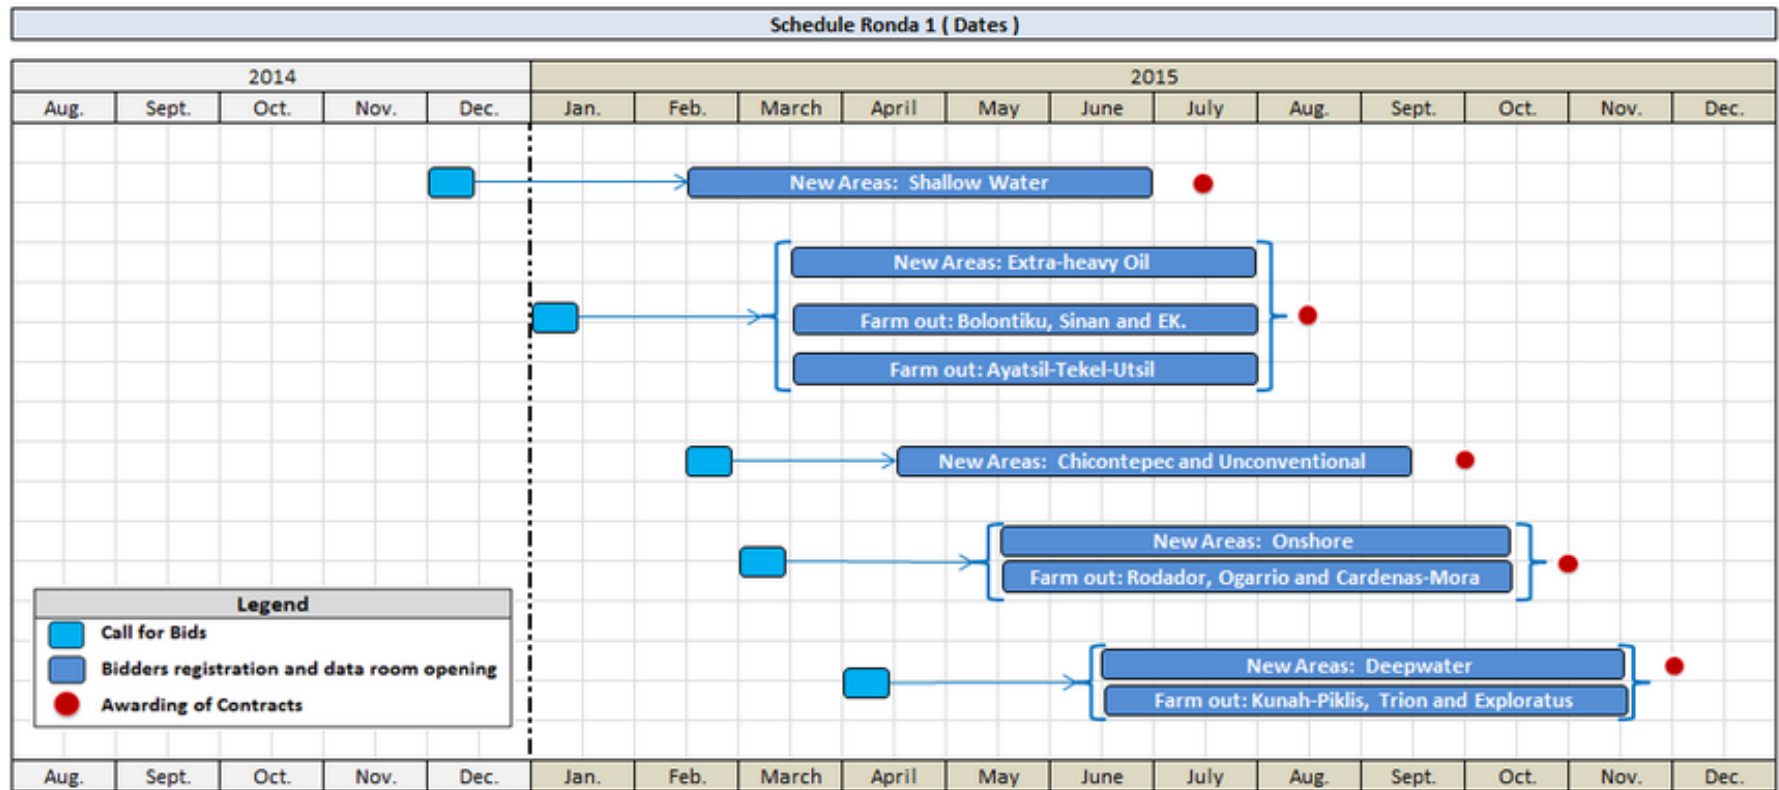 Schedule Ronda 1 ( Dates )
2014 2015
Aug. Sept. Oct. Nov. Dec. Jan. Feb. March April May June July Aug. Sept. Oct. Nov. Dec.
New Areas: Shallow Water
New Areas: Extra-heavy Oil
Farm out: Bolontiku, Sinan and EK.
Farm out: Ayatsil-Tekel-Utsil
New Areas: Chicontepec and Unconventional
New Areas: Onshore
Farm out: Rodador, Ogarrio and Cardenas-Mora
Legend
Call for Bids
Bidders registration and data room opening
Awarding of Contracts
New Areas: Deepwater
Farm out: Kunah-Piklis, Trion and Exploratus
Aug. Sept. Oct. Nov. Dec. Jan. Feb. March April May June July Aug. Sept. Oct. Nov. Dec.